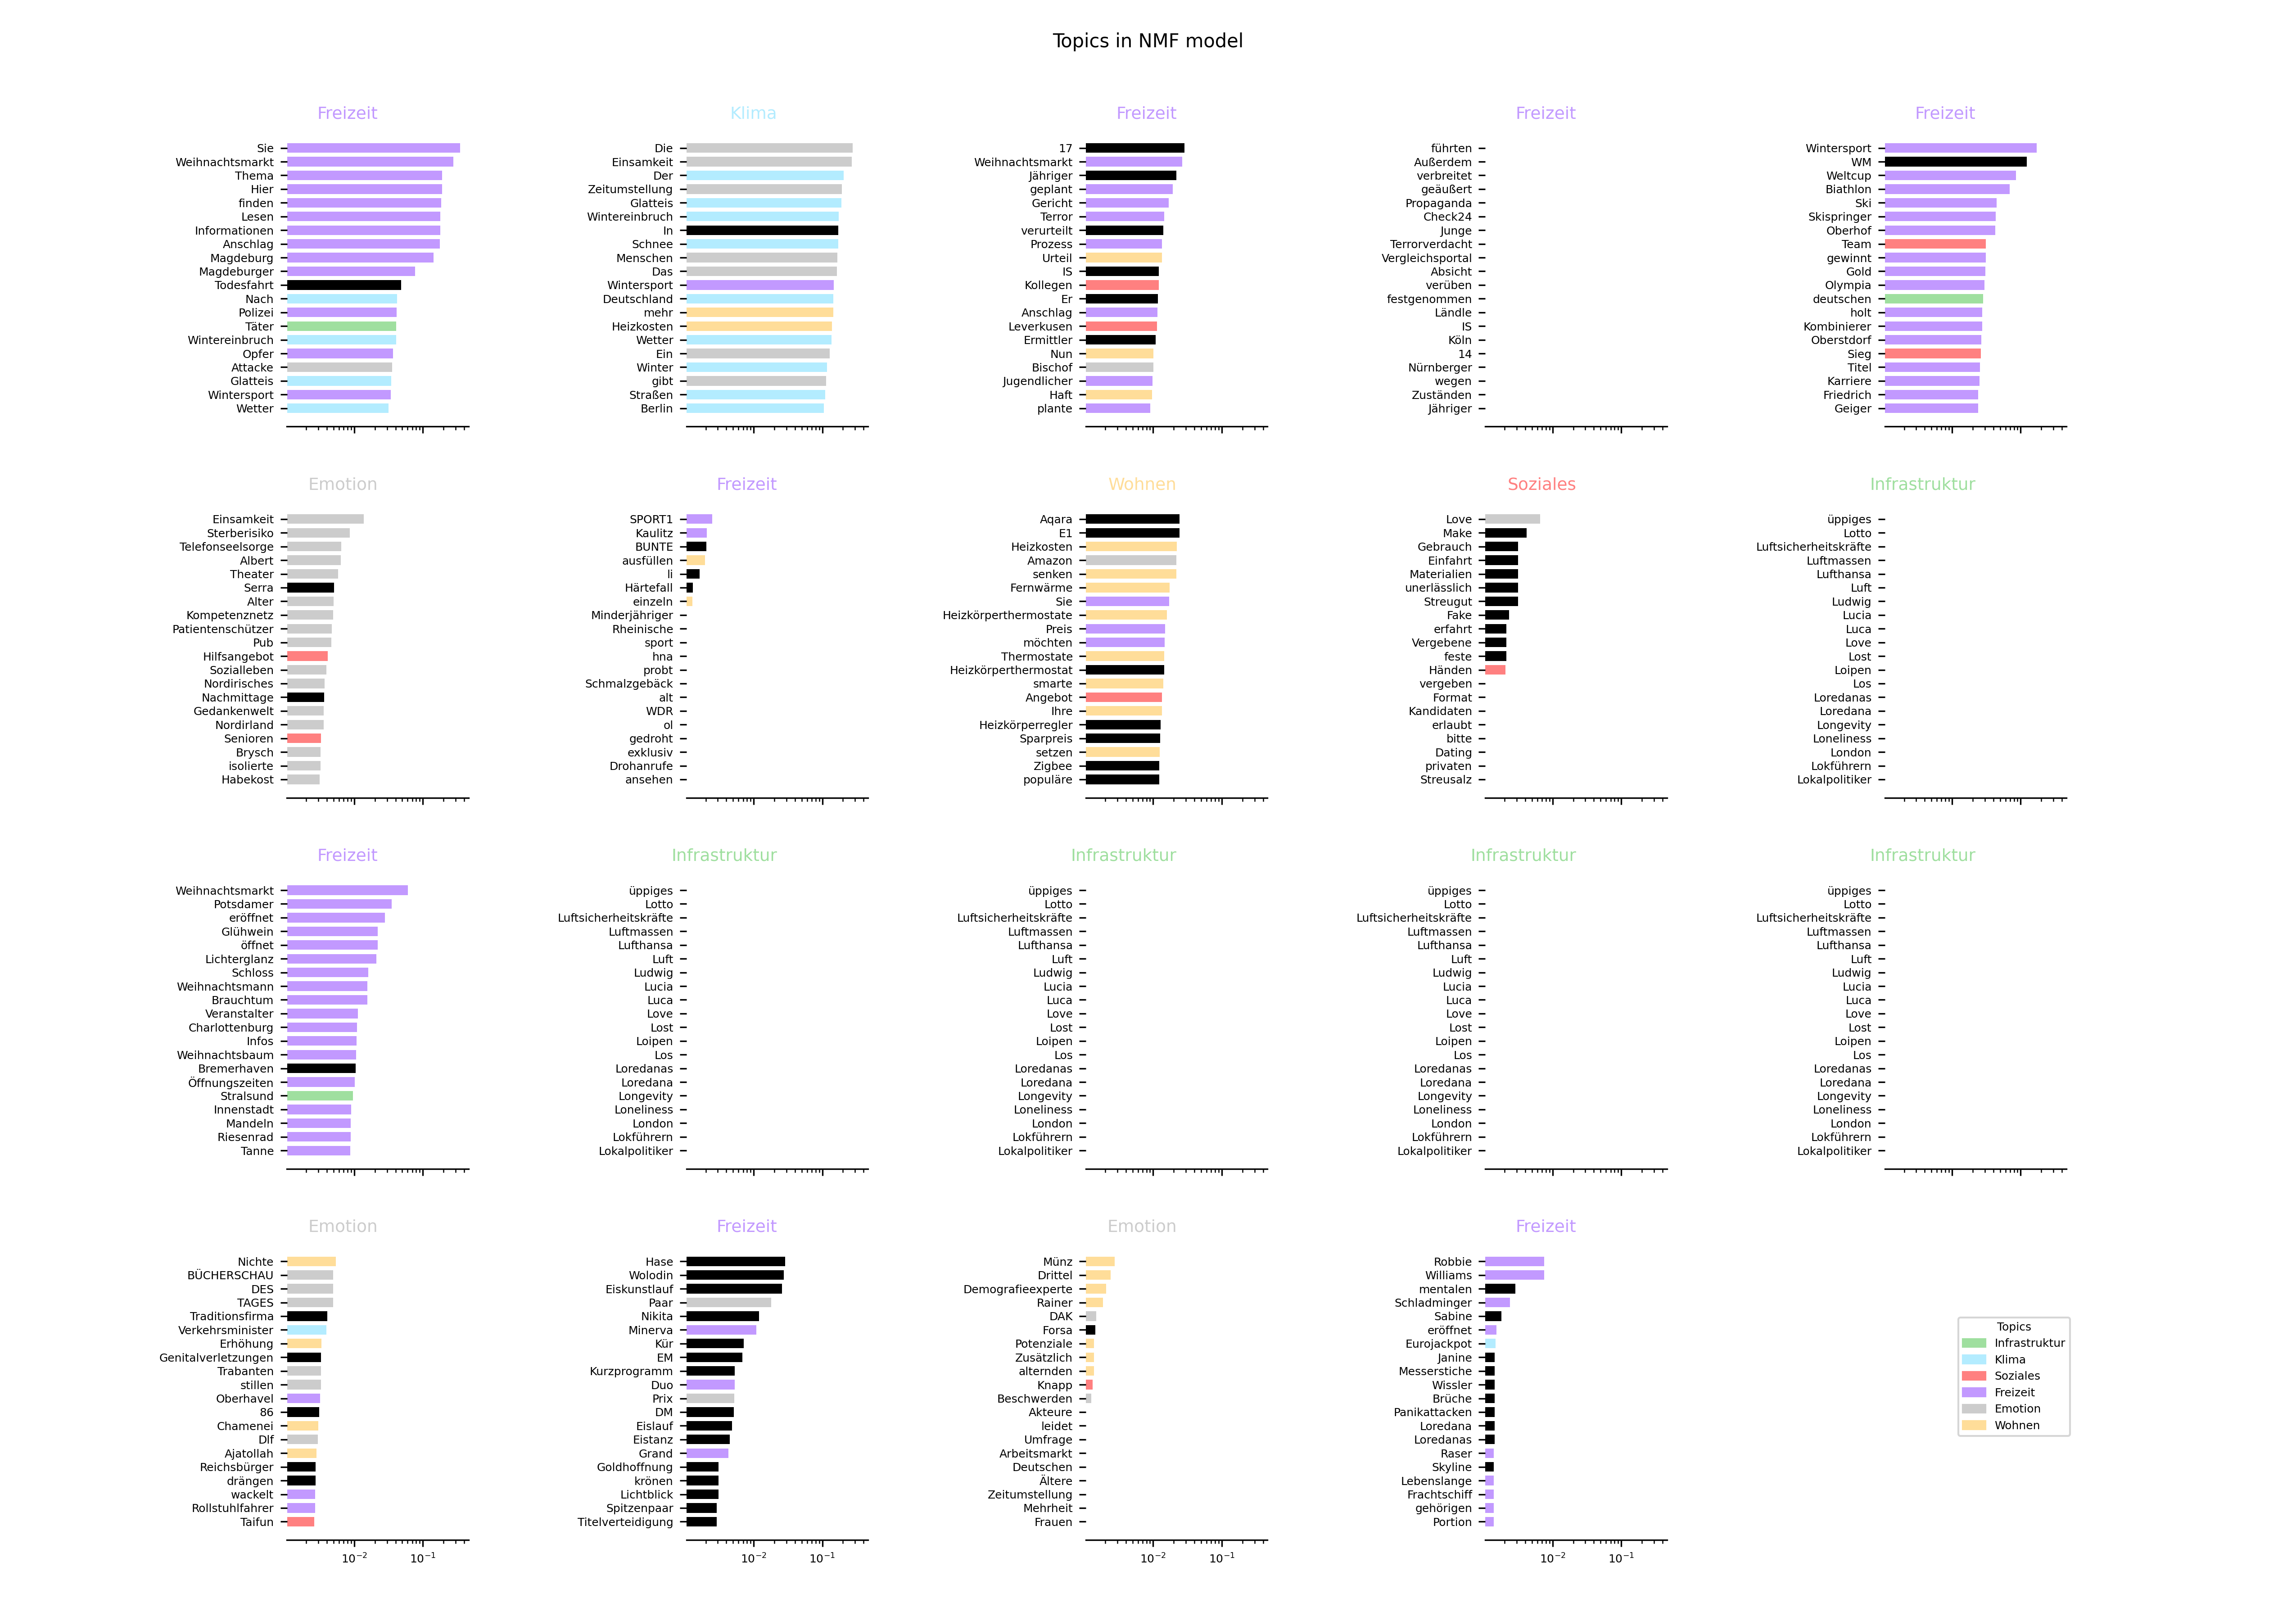 Topics in NMF model
Freizeit
Sie
Weihnachtsmarkt
Thema
Hier
finden
Lesen
Informationen
Anschlag
Magdeburg
Magdeburger
Todesfahrt
Nach
Polizei
Täter
Wintereinbruch
Opfer
Attacke
Glatteis
Wintersport
Wetter
Klima
Die
Einsamkeit
Der
Zeitumstellung
Glatteis
Wintereinbruch
In
Schnee
Menschen
Das
Wintersport
Deutschland
mehr
Heizkosten
Wetter
Ein
Winter
gibt
Straßen
Berlin
Freizeit
17
Weihnachtsmarkt
Jähriger
geplant
Gericht
Terror
verurteilt
Prozess
Urteil
IS
Kollegen
Er
Anschlag
Leverkusen
Ermittler
Nun
Bischof
Jugendlicher
Haft
plante
Freizeit
führten
Außerdem
verbreitet
geäußert
Propaganda
Check24
Junge
Terrorverdacht
Vergleichsportal
Absicht
verüben
festgenommen
Ländle
IS
Köln
14
Nürnberger
wegen
Zuständen
Jähriger
Freizeit
Wintersport
WM
Weltcup
Biathlon
Ski
Skispringer
Oberhof
Team
gewinnt
Gold
Olympia
deutschen
holt
Kombinierer
Oberstdorf
Sieg
Titel
Karriere
Friedrich
Geiger
Emotion
Einsamkeit
Sterberisiko
Telefonseelsorge
Albert
Theater
Serra
Alter
Kompetenznetz
Patientenschützer
Pub
Hilfsangebot
Sozialleben
Nordirisches
Nachmittage
Gedankenwelt
Nordirland
Senioren
Brysch
isolierte
Habekost
Freizeit
SPORT1
Kaulitz
BUNTE
ausfüllen
li
Härtefall
einzeln
Minderjähriger
Rheinische
sport
hna
probt
Schmalzgebäck
alt
WDR
ol
gedroht
exklusiv
Drohanrufe
ansehen
Wohnen
Aqara
E1
Heizkosten
Amazon
senken
Fernwärme
Sie
Heizkörperthermostate
Preis
möchten
Thermostate
Heizkörperthermostat
smarte
Angebot
Ihre
Heizkörperregler
Sparpreis
setzen
Zigbee
populäre
Soziales
Love
Make
Gebrauch
Einfahrt
Materialien
unerlässlich
Streugut
Fake
erfahrt
Vergebene
feste
Händen
vergeben
Format
Kandidaten
erlaubt
bitte
Dating
privaten
Streusalz
Infrastruktur
üppiges
Lotto
Luftsicherheitskräfte
Luftmassen
Lufthansa
Luft
Ludwig
Lucia
Luca
Love
Lost
Loipen
Los
Loredanas
Loredana
Longevity
Loneliness
London
Lokführern
Lokalpolitiker
Freizeit
Weihnachtsmarkt
Potsdamer
eröffnet
Glühwein
öffnet
Lichterglanz
Schloss
Weihnachtsmann
Brauchtum
Veranstalter
Charlottenburg
Infos
Weihnachtsbaum
Bremerhaven
Öffnungszeiten
Stralsund
Innenstadt
Mandeln
Riesenrad
Tanne
Infrastruktur
üppiges
Lotto
Luftsicherheitskräfte
Luftmassen
Lufthansa
Luft
Ludwig
Lucia
Luca
Love
Lost
Loipen
Los
Loredanas
Loredana
Longevity
Loneliness
London
Lokführern
Lokalpolitiker
Infrastruktur
üppiges
Lotto
Luftsicherheitskräfte
Luftmassen
Lufthansa
Luft
Ludwig
Lucia
Luca
Love
Lost
Loipen
Los
Loredanas
Loredana
Longevity
Loneliness
London
Lokführern
Lokalpolitiker
Infrastruktur
üppiges
Lotto
Luftsicherheitskräfte
Luftmassen
Lufthansa
Luft
Ludwig
Lucia
Luca
Love
Lost
Loipen
Los
Loredanas
Loredana
Longevity
Loneliness
London
Lokführern
Lokalpolitiker
Infrastruktur
üppiges
Lotto
Luftsicherheitskräfte
Luftmassen
Lufthansa
Luft
Ludwig
Lucia
Luca
Love
Lost
Loipen
Los
Loredanas
Loredana
Longevity
Loneliness
London
Lokführern
Lokalpolitiker
Emotion
Nichte
BÜCHERSCHAU
DES
TAGES
Traditionsfirma
Verkehrsminister
Erhöhung
Genitalverletzungen
Trabanten
stillen
Oberhavel
86
Chamenei
Dlf
Ajatollah
Reichsbürger
drängen
wackelt
Rollstuhlfahrer
Taifun
10⁻² 10⁻¹
Freizeit
Hase
Wolodin
Eiskunstlauf
Paar
Nikita
Minerva
Kür
EM
Kurzprogramm
Duo
Prix
DM
Eislauf
Eistanz
Grand
Goldhoffnung
krönen
Lichtblick
Spitzenpaar
Titelverteidigung
10⁻² 10⁻¹
Emotion
Münz
Drittel
Demografieexperte
Rainer
DAK
Forsa
Potenziale
Zusätzlich
alternden
Knapp
Beschwerden
Akteure
leidet
Umfrage
Arbeitsmarkt
Deutschen
Ältere
Zeitumstellung
Mehrheit
Frauen
10⁻² 10⁻¹
Freizeit
Robbie
Williams
mentalen
Schladminger
Sabine
eröffnet
Eurojackpot
Janine
Messerstiche
Wissler
Brüche
Panikattacken
Loredana
Loredanas
Raser
Skyline
Lebenslange
Frachtschiff
gehörigen
Portion
10⁻² 10⁻¹
Topics
Infrastruktur
Klima
Soziales
Freizeit
Emotion
Wohnen